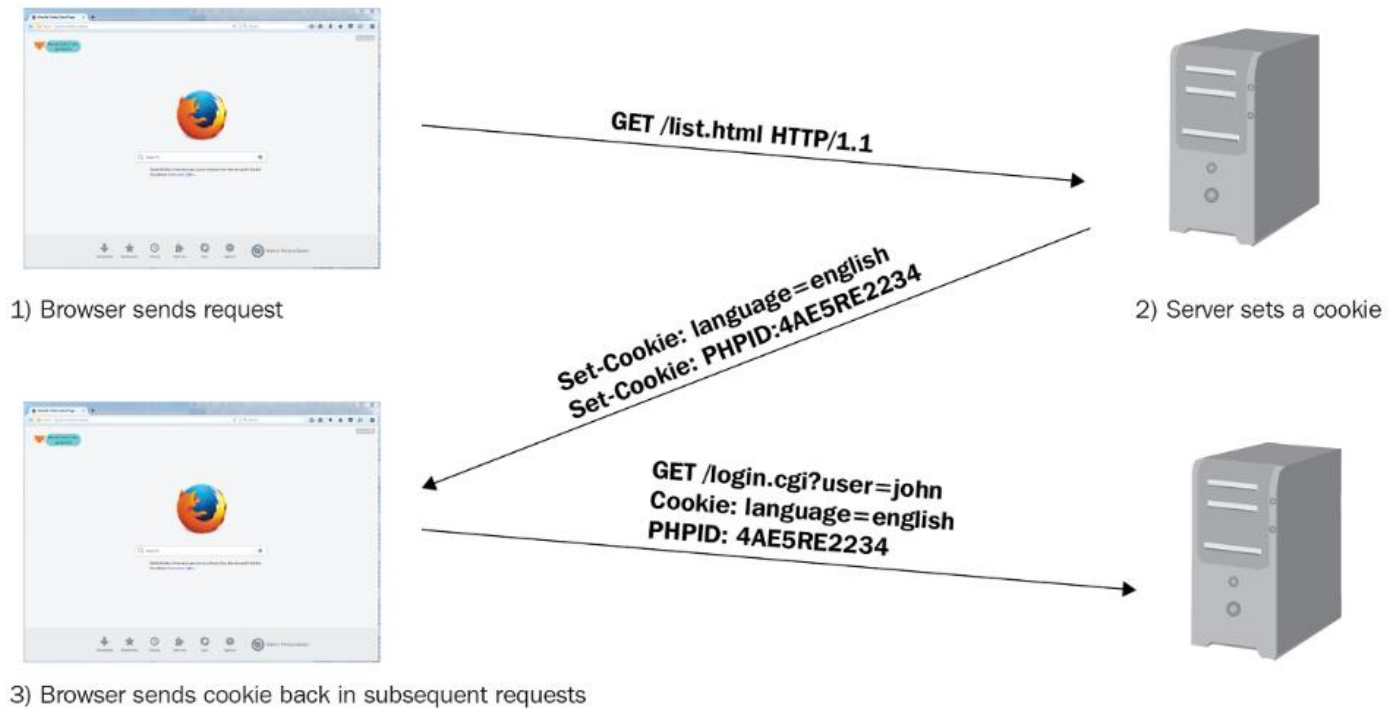 GET /list.html HTTP/1.1
1) Browser sends request
2) Server sets a cookie
Set-Cookie: language=english
Set-Cookie: PHPID:4AE5RE2234
GET /login.cgi?user=john
Cookie: language=english
PHPID: 4AE5RE2234
3) Browser sends cookie back in subsequent requests